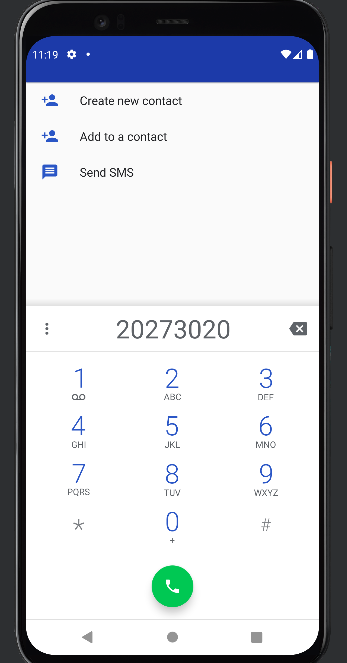 11:19
Create new contact
Add to a contact
Send SMS
20273020
1 2 3
ABC DEF
4 5 6
GHI JKL MNO
7 8 9
PQRS TUV WXYZ
* 0 #
+